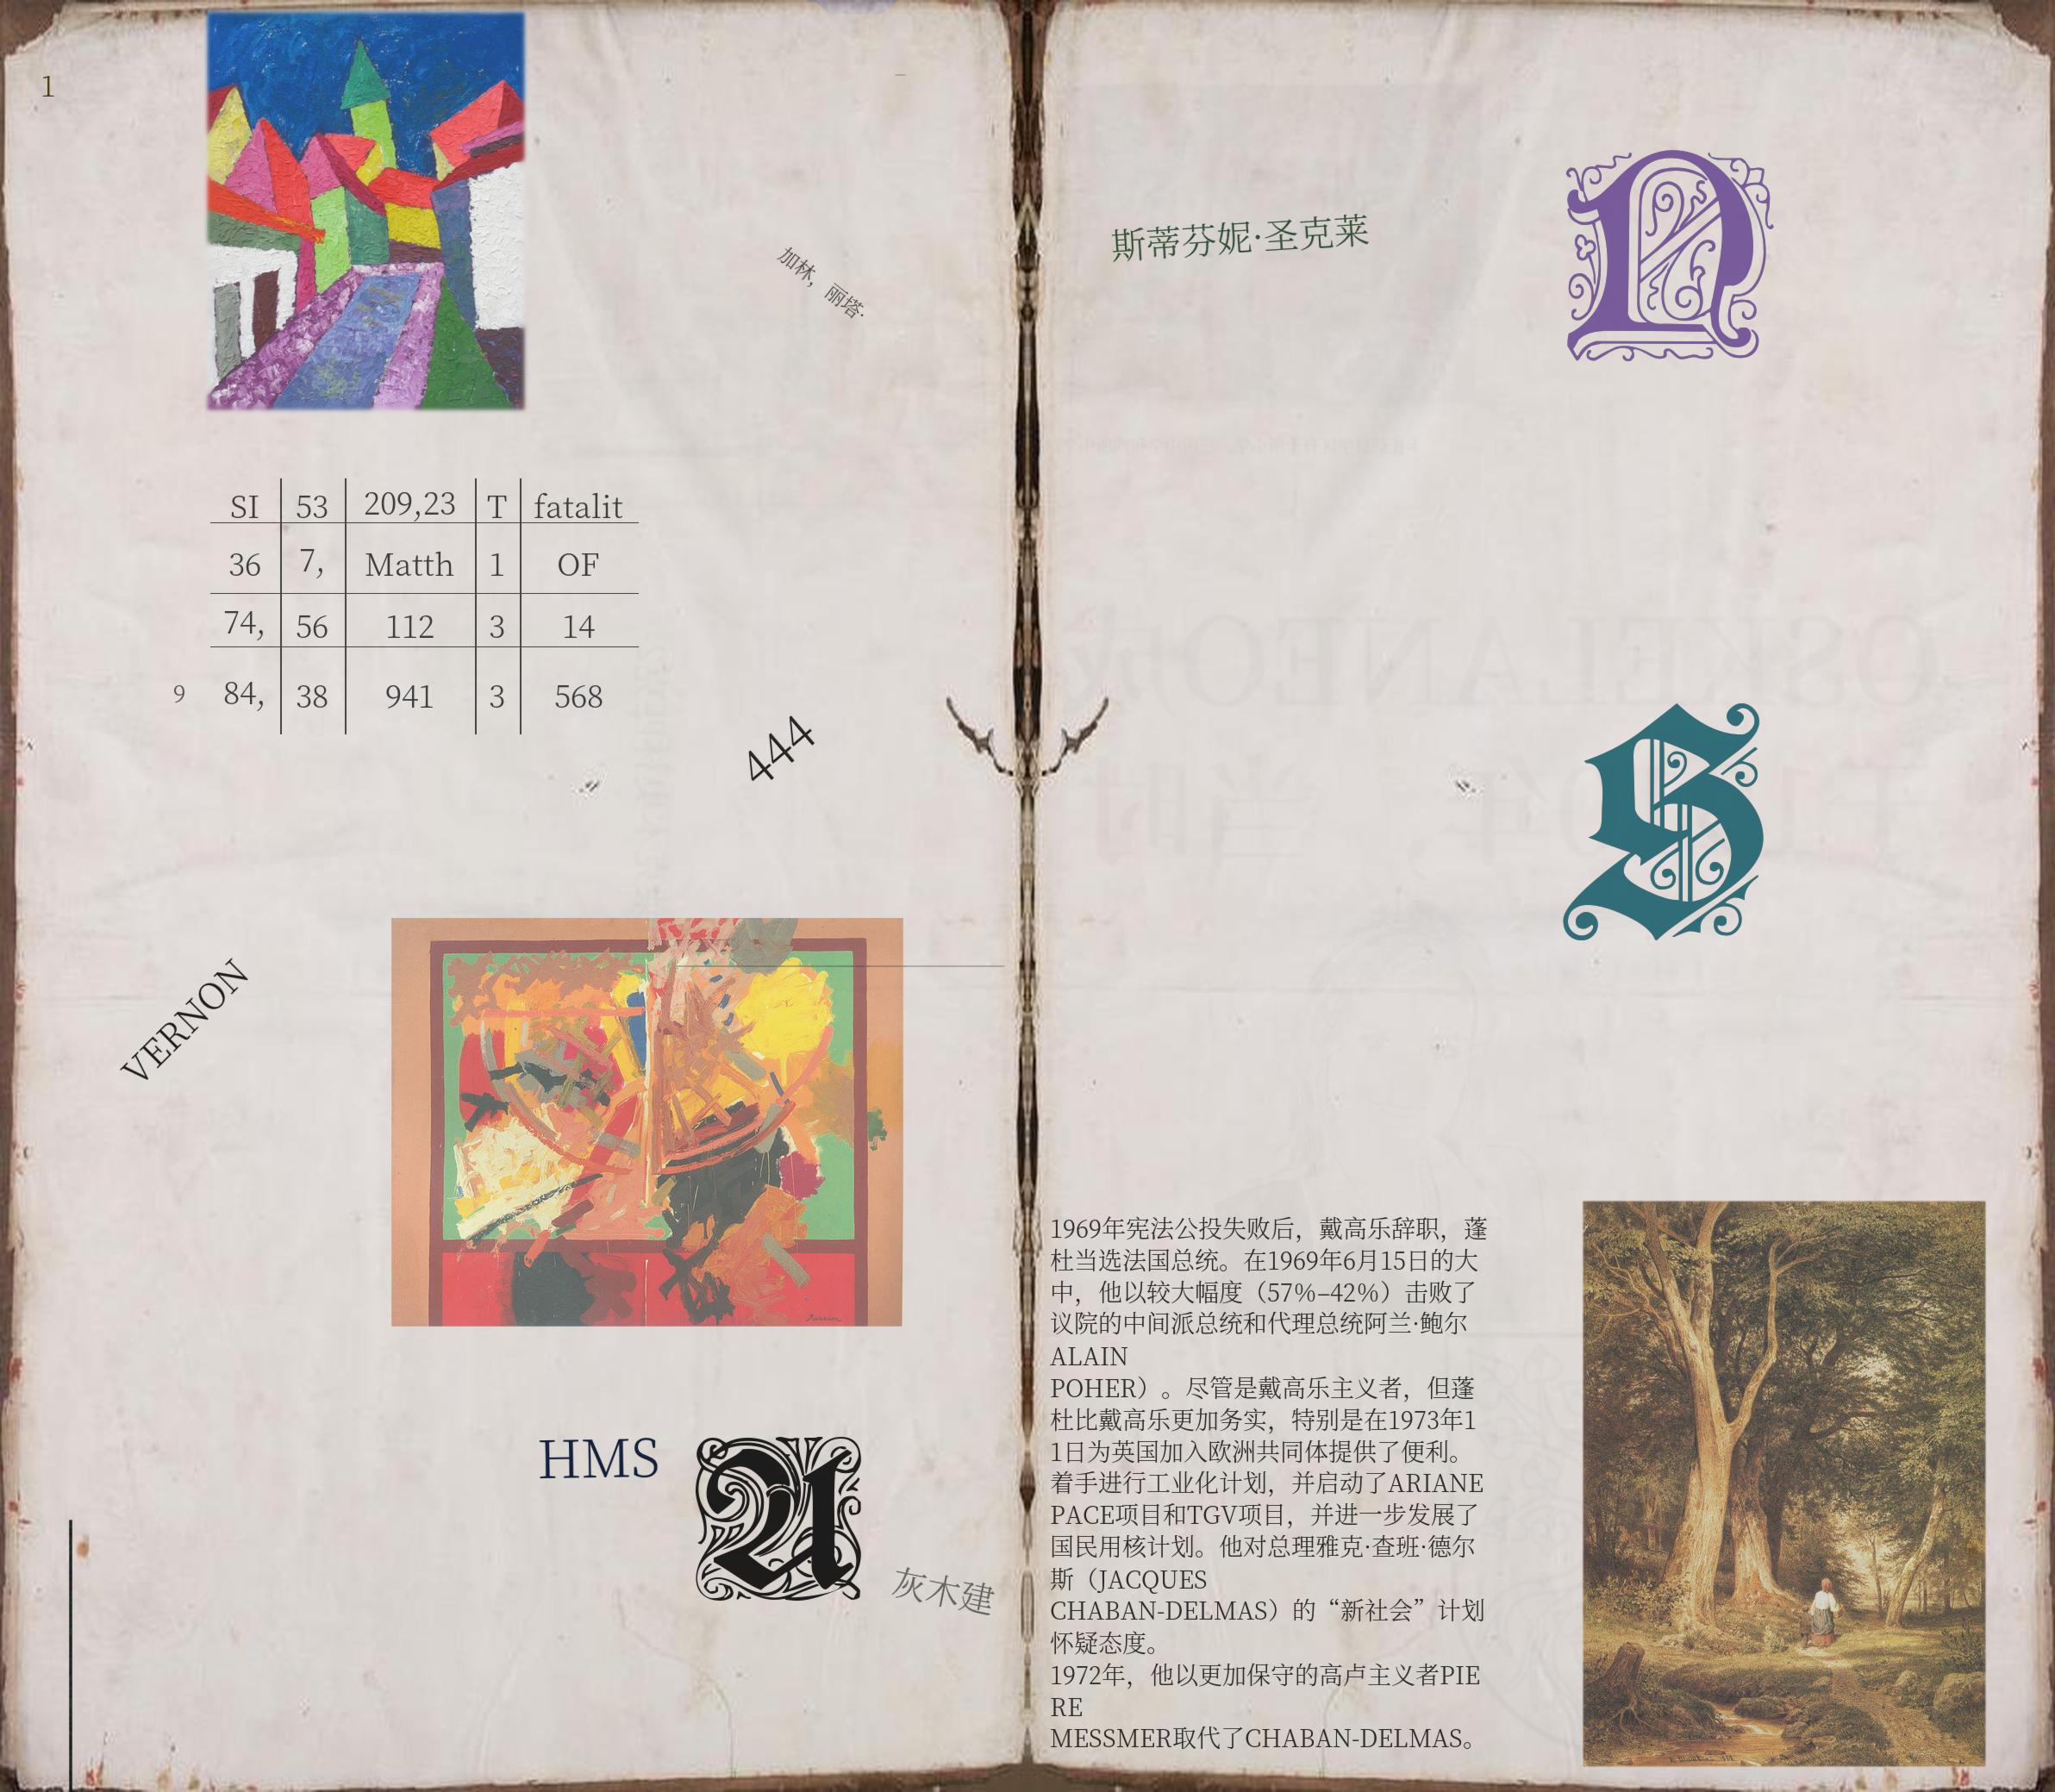 1
加林，丽塔·
SI 53 209,23 T fatalit
36 7, Matth 1 OF
74, 56 112 3 14
9 84, 38 941 3 568
444
VERNON
HMS
A
灰木建
斯蒂芬妮·圣克莱
N
S
1969年宪法公投失败后，戴高乐辞职，蓬
杜当选法国总统。在1969年6月15日的大
中，他以较大幅度（57%–42%）击败了
议院的中间派总统和代理总统阿兰·鲍尔
ALAIN
POHER）。尽管是戴高乐主义者，但蓬
杜比戴高乐更加务实，特别是在1973年1
1日为英国加入欧洲共同体提供了便利。
着手进行工业化计划，并启动了ARIANE
PACE项目和TGV项目，并进一步发展了
国民用核计划。他对总理雅克·查班·德尔
斯（JACQUES
CHABAN-DELMAS）的“新社会”计划
怀疑态度。
1972年，他以更加保守的高卢主义者PIE
RE
MESSMER取代了CHABAN-DELMAS。